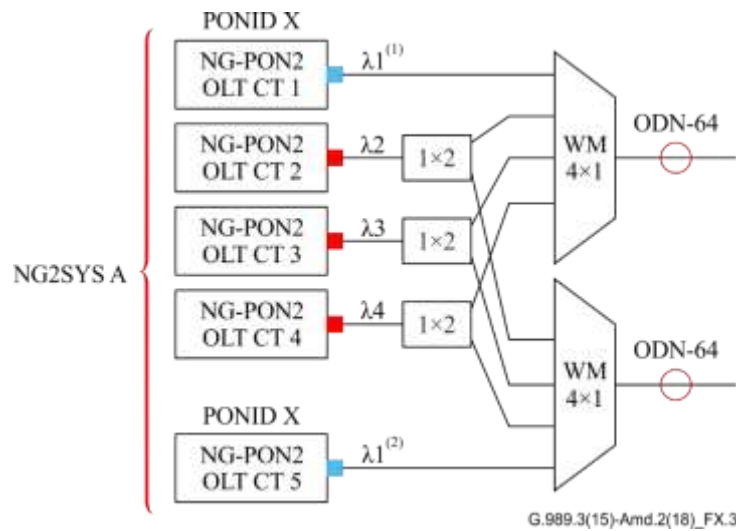 PONID X
NG-PON2
OLT CT 1
λ1(1)
NG-PON2
OLT CT 2
λ2
1×2
WM
4×1
ODN-64
NG-PON2
OLT CT 3
λ3
1×2
NG2SYS A
NG-PON2
OLT CT 4
λ4
1×2
WM
4×1
ODN-64
PONID X
NG-PON2
OLT CT 5
λ1(2)
G.989.3(15)-Amd.2(18)_FX.3